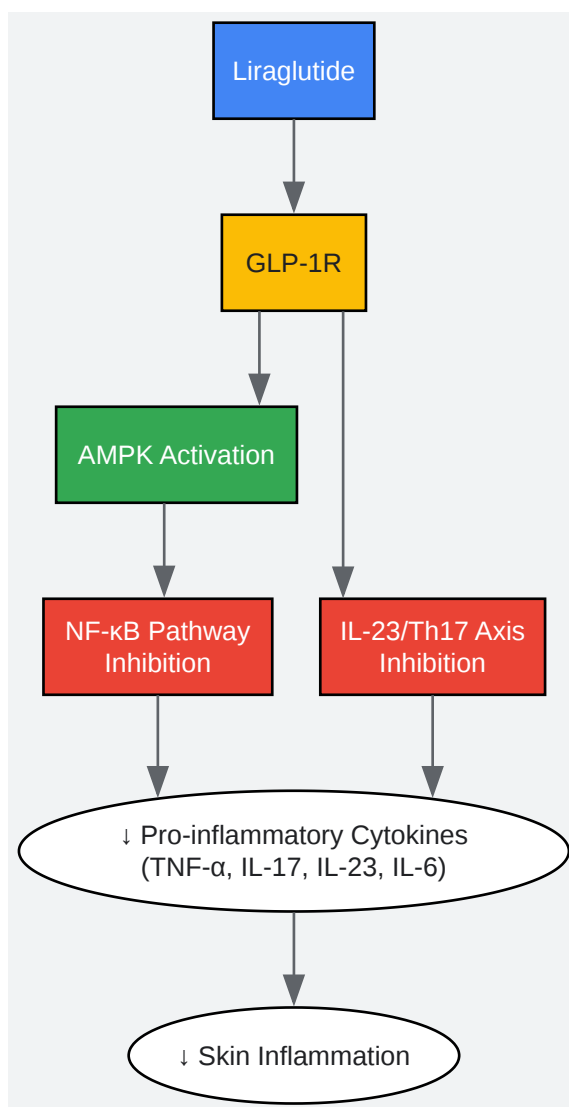 Liraglutide
GLP-1R
AMPK Activation
NF-κB Pathway
Inhibition
IL-23/Th17 Axis
Inhibition
↓ Pro-inflammatory Cytokines
(TNF-α, IL-17, IL-23, IL-6)
↓ Skin Inflammation